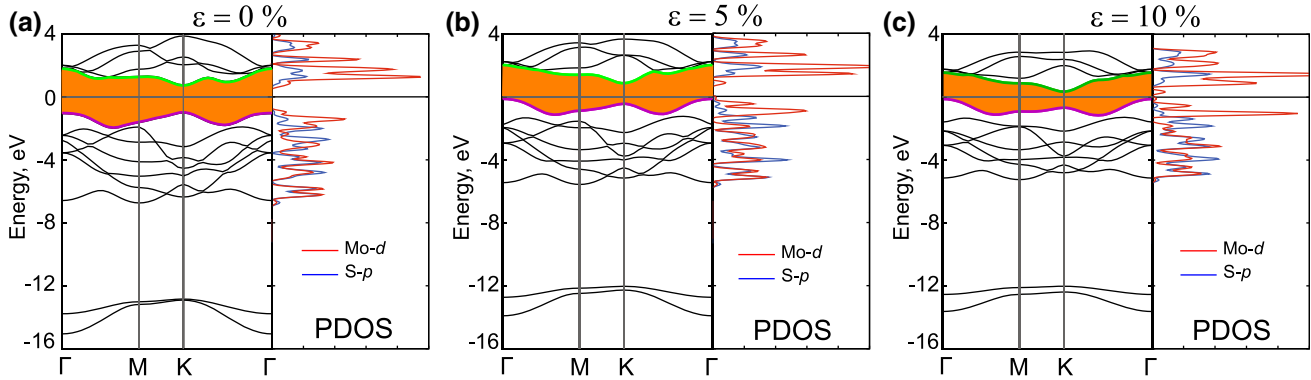 (a) ε = 0 %
4
0
-4
-8
-12
-16
Energy, eV
Mo-d
S-p
PDOS
Γ M K Γ
(b) ε = 5 %
4
0
-4
-8
-12
-16
Energy, eV
Mo-d
S-p
PDOS
Γ M K Γ
(c) ε = 10 %
4
0
-4
-8
-12
-16
Energy, eV
Mo-d
S-p
PDOS
Γ M K Γ